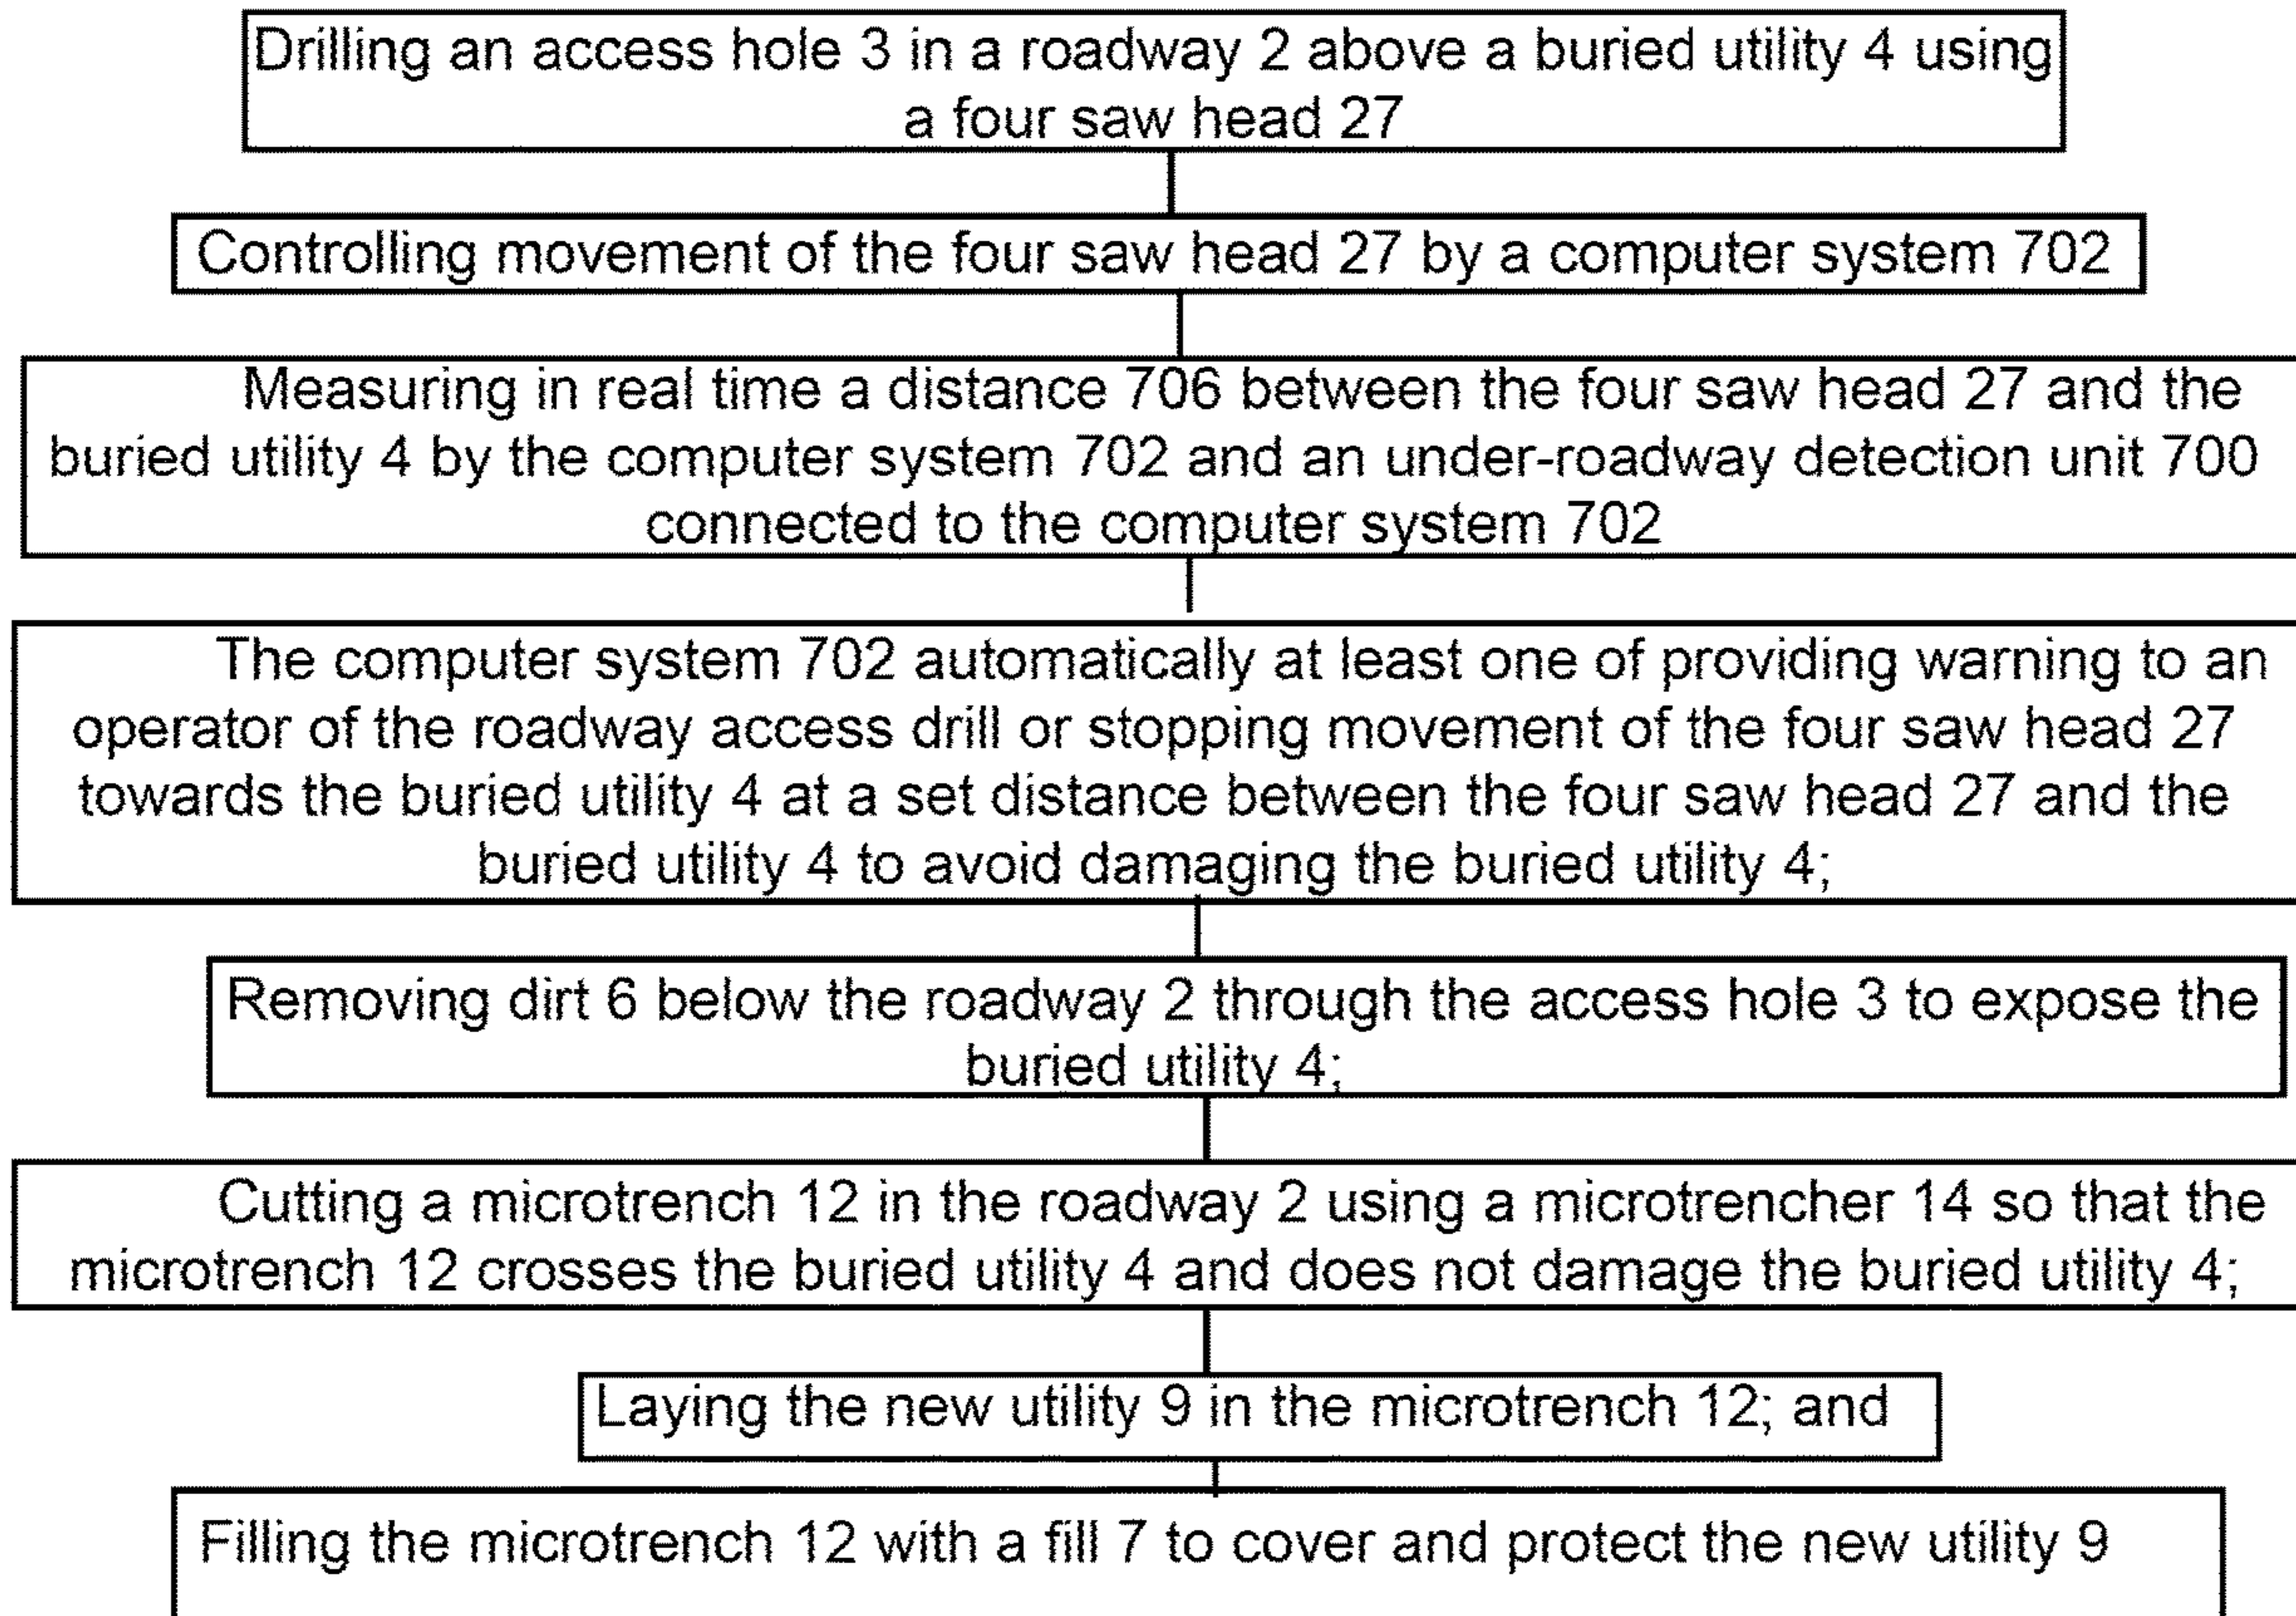 Drilling an access hole 3 in a roadway 2 above a buried utility 4 using
a four saw head 27
Controlling movement of the four saw head 27 by a computer system 702
Measuring in real time a distance 706 between the four saw head 27 and the
buried utility 4 by the computer system 702 and an under-roadway detection unit 700
connected to the computer system 702
The computer system 702 automatically at least one of providing warning to an
operator of the roadway access drill or stopping movement of the four saw head 27
towards the buried utility 4 at a set distance between the four saw head 27 and the
buried utility 4 to avoid damaging the buried utility 4;
Removing dirt 6 below the roadway 2 through the access hole 3 to expose the
buried utility 4;
Cutting a microtrench 12 in the roadway 2 using a microtrencher 14 so that the
microtrench 12 crosses the buried utility 4 and does not damage the buried utility 4;
Laying the new utility 9 in the microtrench 12; and
Filling the microtrench 12 with a fill 7 to cover and protect the new utility 9